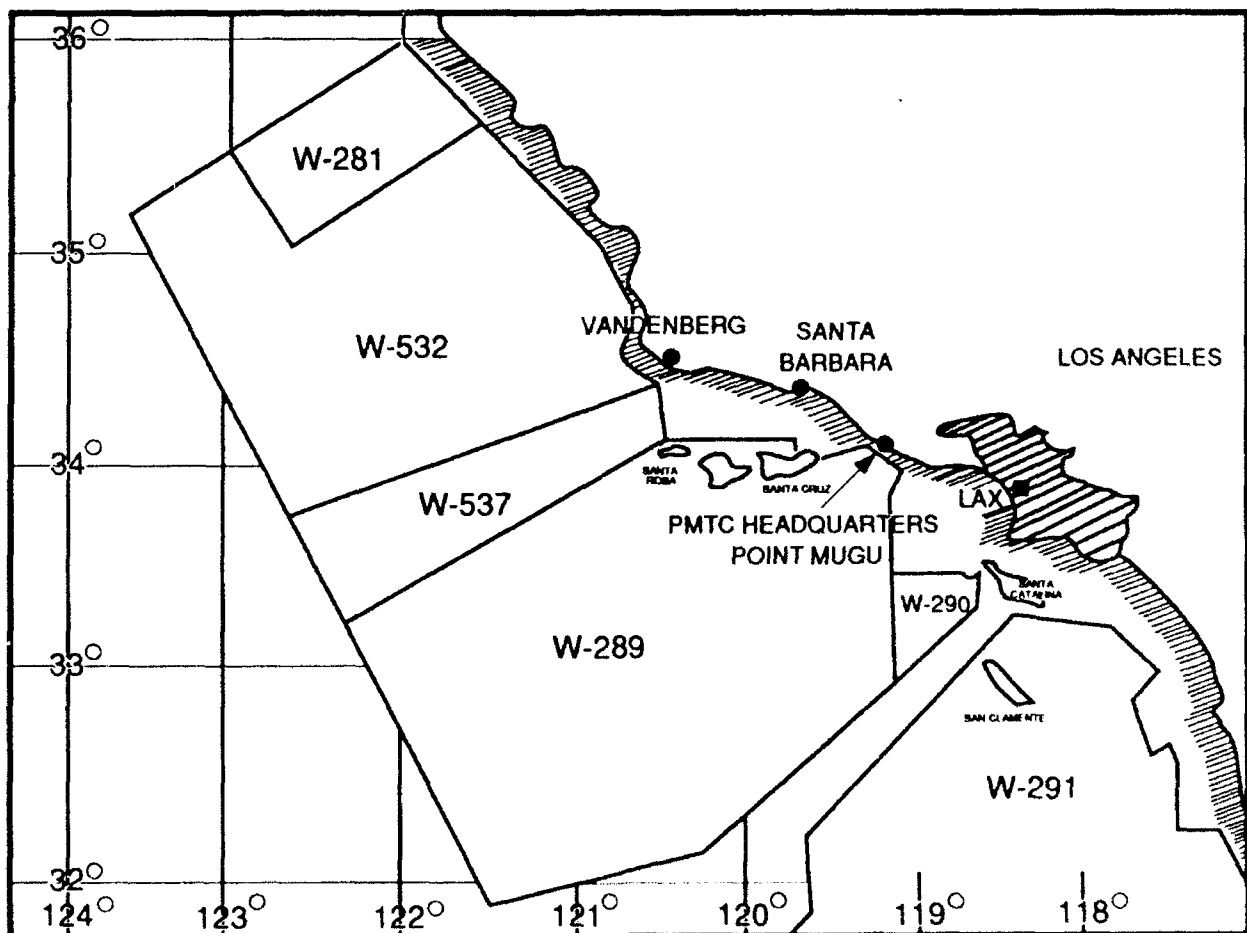 36°
W-281
35°
VANDENBERG
SANTA
BARBARA
LOS ANGELES
W-532
34°
SANTA
ROSA
SANTA CRUZ
W-537
LAX
PMTC HEADQUARTERS
POINT MUGU
SANTA
CATALINA
W-290
W-289
33°
SAN CLAMENTE
W-291
32°
124°
123°
122°
121°
120°
119°
118°